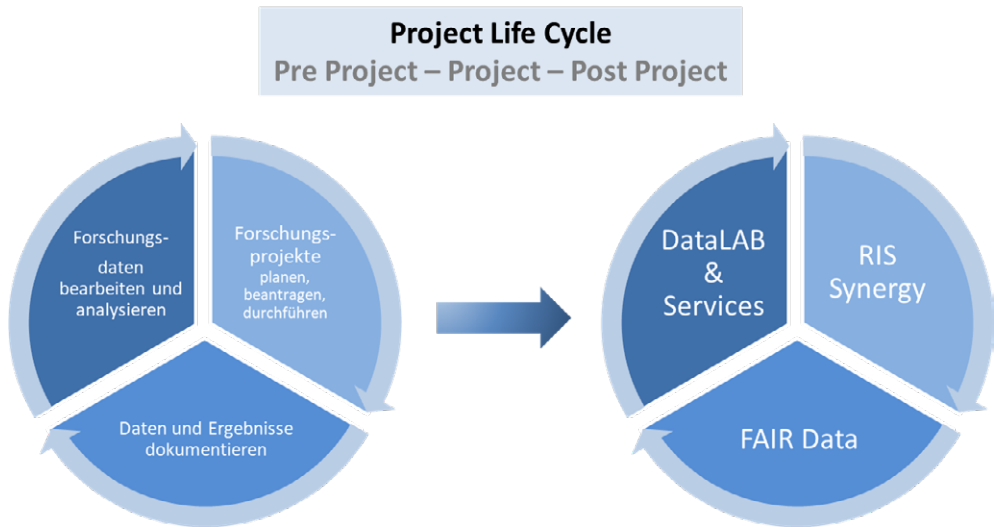 Project Life Cycle
Pre Project – Project – Post Project
Forschungs-
daten
bearbeiten und
analysieren
Forschungs-
projekte
planen,
beantragen,
durchführen
Daten und Ergebnisse
dokumentieren
DataLAB
&
Services
RIS
Synergy
FAIR Data